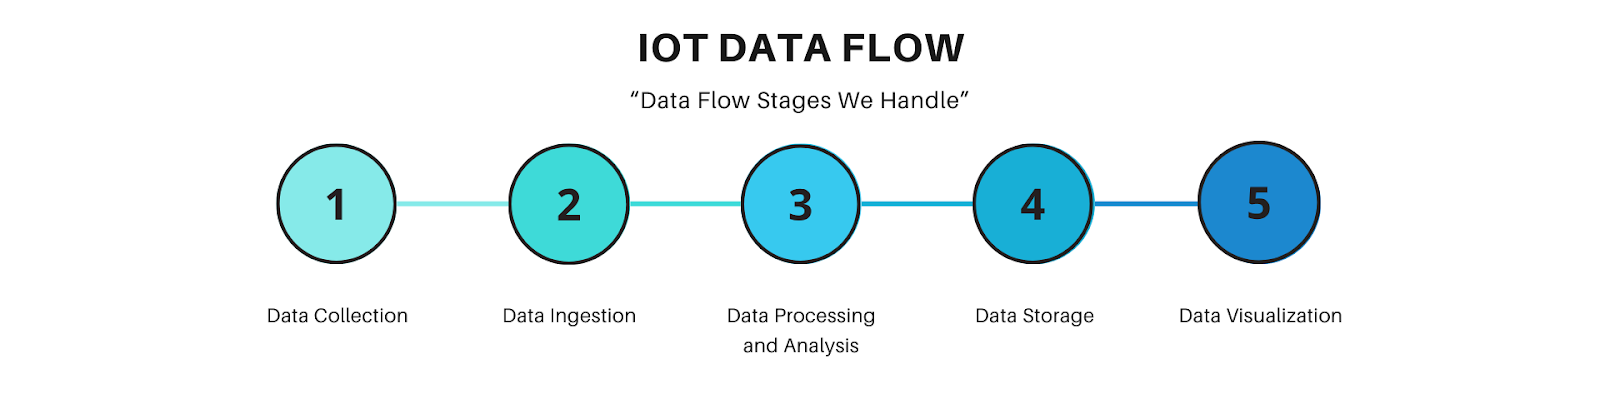 IOT DATA FLOW
“Data Flow Stages We Handle”
1 2 3 4 5
Data Collection Data Ingestion Data Processing Data Storage Data Visualization
and Analysis